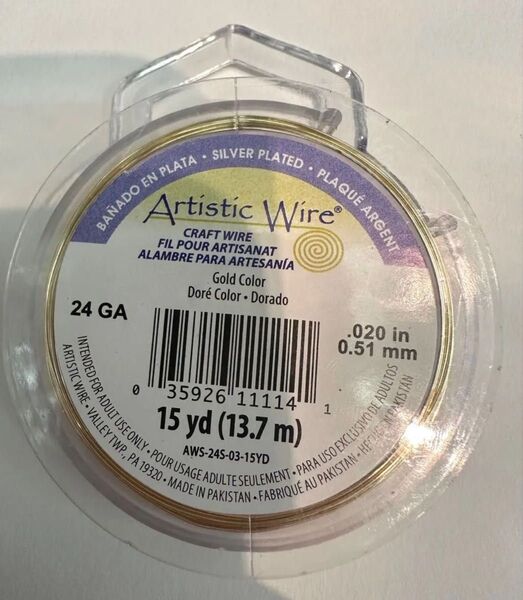 BAÑADO EN PLATA • SILVER PLATED • PLAQUÉ ARGENT
Artistic Wire®
CRAFT WIRE
FIL POUR ARTISANAT
ALAMBRE PARA ARTESANÍA
Gold Color
Doré Color • Dorado
24 GA
.020 in
0.51 mm
0 35926 11114 1
15 yd (13.7 m)
AWS-24S-03-15YD
INTENDED FOR ADULT USE ONLY • POUR USAGE ADULTE SEULEMENT • PARA USO EXCLUSIVO DE ADULTOS
ARTISTIC WIRE • VALLEY TWP., PA 19320 • MADE IN PAKISTAN • FABRIQUÉ AU PAKISTAN • HECHO EN PAKISTAN